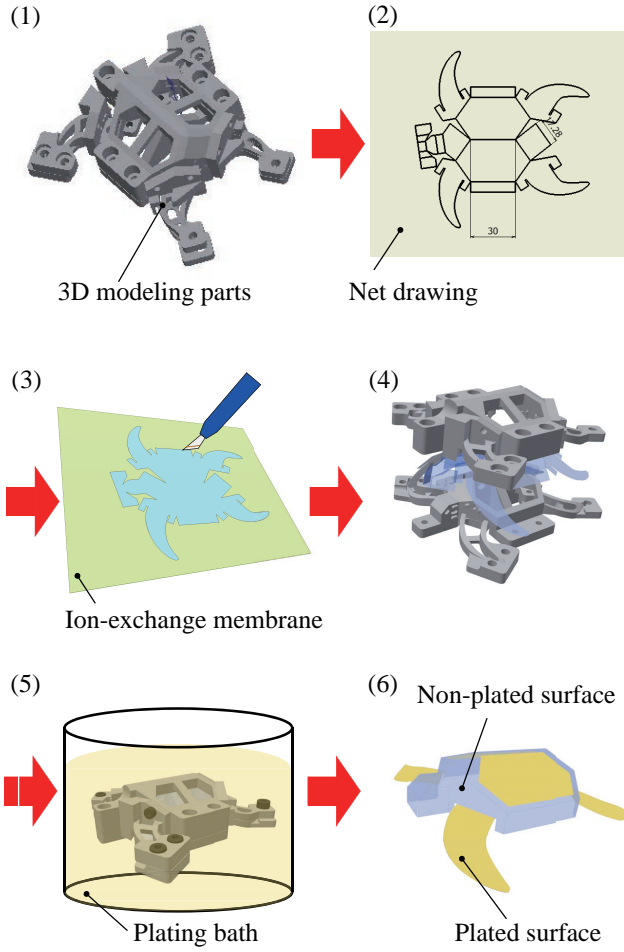 (1)
(2)
28
30
3D modeling parts
Net drawing
(3)
(4)
Ion-exchange membrane
(5)
(6)
Non-plated surface
Plating bath
Plated surface